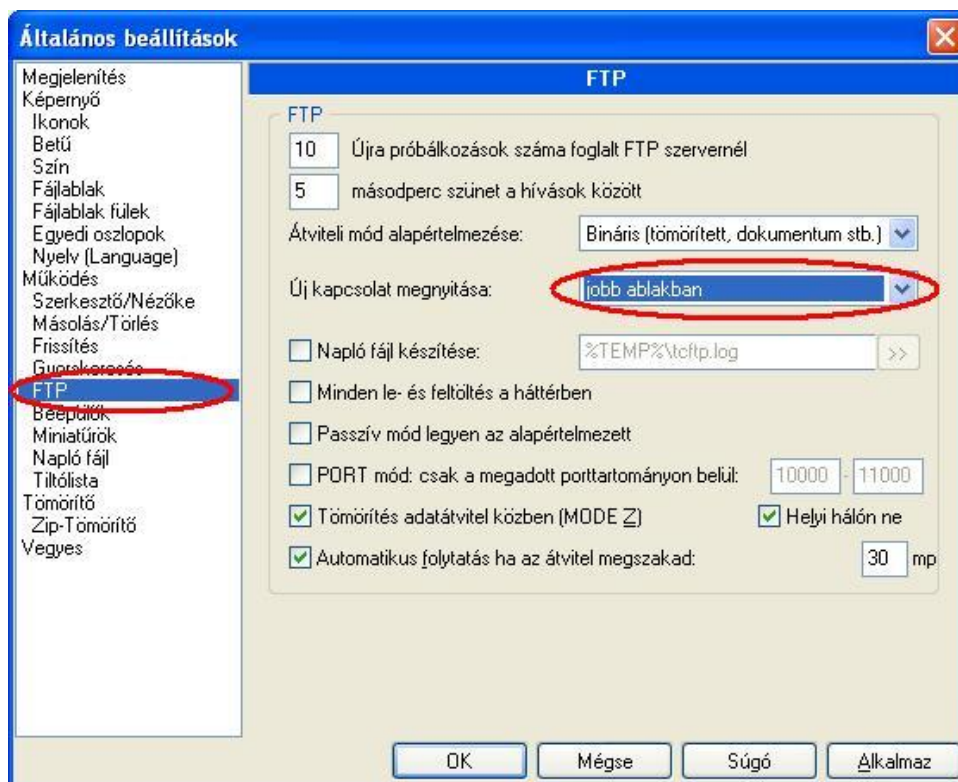 Általános beállítások
Megjelenítés
Képernyő
Ikonok
Betű
Szín
Fájlablak
Fájlablak fülek
Egyedi oszlopok
Nyelv (Language)
Működés
Szerkesztő/Nézőke
Másolás/Törlés
Frissítés
Gyorskeresés
FTP
Beépülők
Miniatűrök
Napló fájl
Tiltólista
Tömörítő
Zip-Tömörítő
Vegyes
FTP
FTP
10 Újra próbálkozások száma foglalt FTP szervernél
5 másodperc szünet a hívások között
Átviteli mód alapértelmezése: Bináris (tömörített, dokumentum stb.)
Új kapcsolat megnyitása: jobb ablakban
Napló fájl készítése: %TEMP%\tcftp.log >>
Minden le- és feltöltés a háttérben
Passzív mód legyen az alapértelmezett
PORT mód: csak a megadott porttartományon belül: 10000 - 11000
Tömörítés adatátvitel közben (MODE Z) Helyi hálón ne
Automatikus folytatás ha az átvitel megszakad: 30 mp
OK Mégse Súgó Alkalmaz